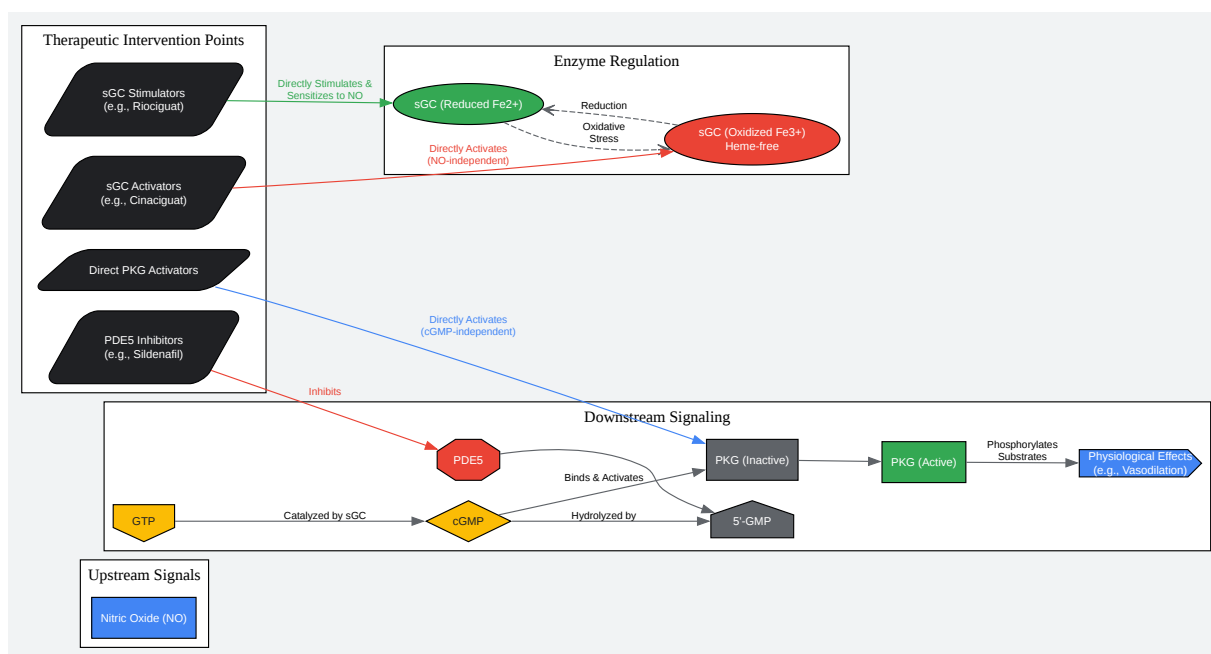 Therapeutic Intervention Points
sGC Stimulators
(e.g., Riociguat)
sGC Activators
(e.g., Cinaciguat)
Direct PKG Activators
PDE5 Inhibitors
(e.g., Sildenafil)
Directly Stimulates &
Sensitizes to NO
Directly Activates
(NO-independent)
Directly Activates
(cGMP-independent)
Inhibits
Enzyme Regulation
sGC (Reduced Fe2+)
Reduction
Oxidative
Stress
sGC (Oxidized Fe3+)
Heme-free
Downstream Signaling
PDE5
PKG (Inactive)
PKG (Active)
Phosphorylates
Substrates
Physiological Effects
(e.g., Vasodilation)
Binds & Activates
GTP
Catalyzed by sGC
cGMP
Hydrolyzed by
5'-GMP
Upstream Signals
Nitric Oxide (NO)